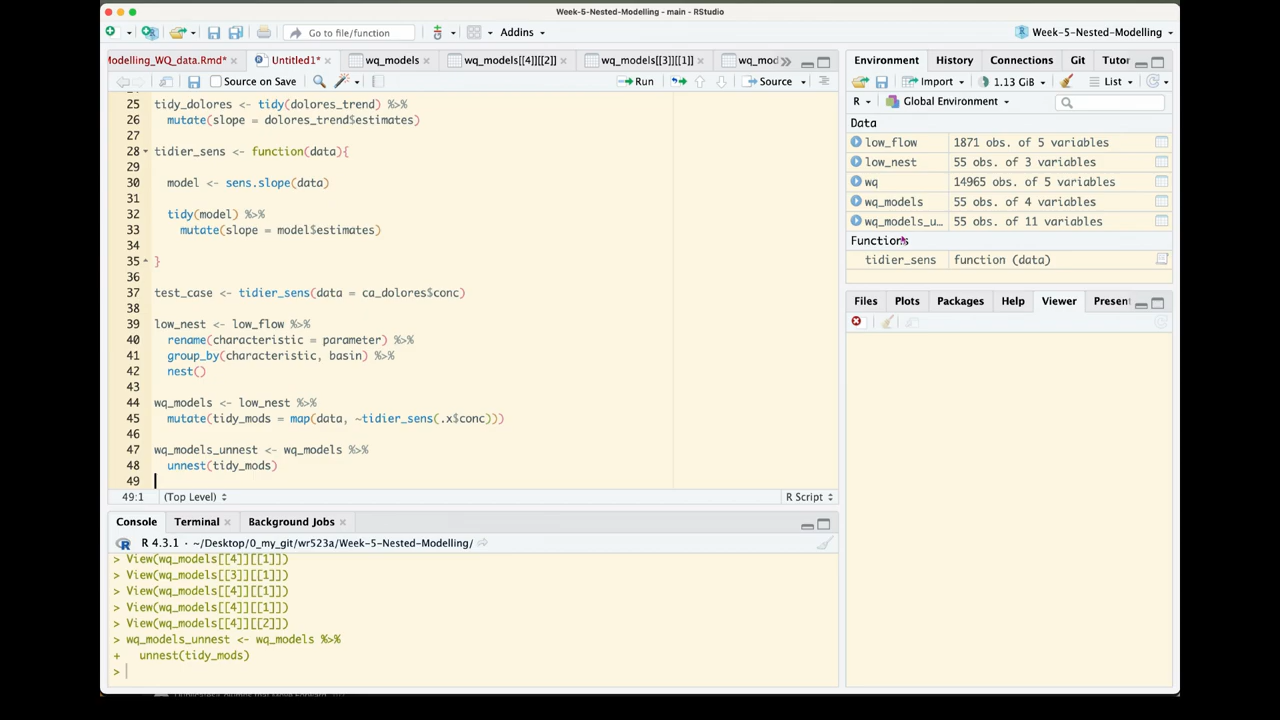 Week-5-Nested-Modelling - main - RStudio
Go to file/function
Addins
Week-5-Nested-Modelling
Modelling_WQ_data.Rmd*
Untitled1*
wq_models
wq_models[[4]][[2]]
wq_models[[3]][[1]]
wq_mod
Source on Save
Run
Source
25 tidy_dolores <- tidy(dolores_trend) %>%
26 mutate(slope = dolores_trend$estimates)
27
28 tidier_sens <- function(data){
29
30 model <- sens.slope(data)
31
32 tidy(model) %>%
33 mutate(slope = model$estimates)
34
35 }
36
37 test_case <- tidier_sens(data = ca_dolores$conc)
38
39 low_nest <- low_flow %>%
40 rename(characteristic = parameter) %>%
41 group_by(characteristic, basin) %>%
42 nest()
43
44 wq_models <- low_nest %>%
45 mutate(tidy_mods = map(data, ~tidier_sens(.x$conc)))
46
47 wq_models_unnest <- wq_models %>%
48 unnest(tidy_mods)
49
49:1 (Top Level) R Script
Console Terminal Background Jobs
R 4.3.1 · ~/Desktop/0_my_git/wr523a/Week-5-Nested-Modelling/
> View(wq_models[[4]][[1]])
> View(wq_models[[3]][[1]])
> View(wq_models[[4]][[1]])
> View(wq_models[[4]][[1]])
> View(wq_models[[4]][[2]])
> wq_models_unnest <- wq_models %>%
+ unnest(tidy_mods)
>
Environment History Connections Git Tutor
Import 1.13 GiB List
R Global Environment
Data
low_flow 1871 obs. of 5 variables
low_nest 55 obs. of 3 variables
wq 14965 obs. of 5 variables
wq_models 55 obs. of 4 variables
wq_models_u… 55 obs. of 11 variables
Functions
tidier_sens function (data)
Files Plots Packages Help Viewer Present